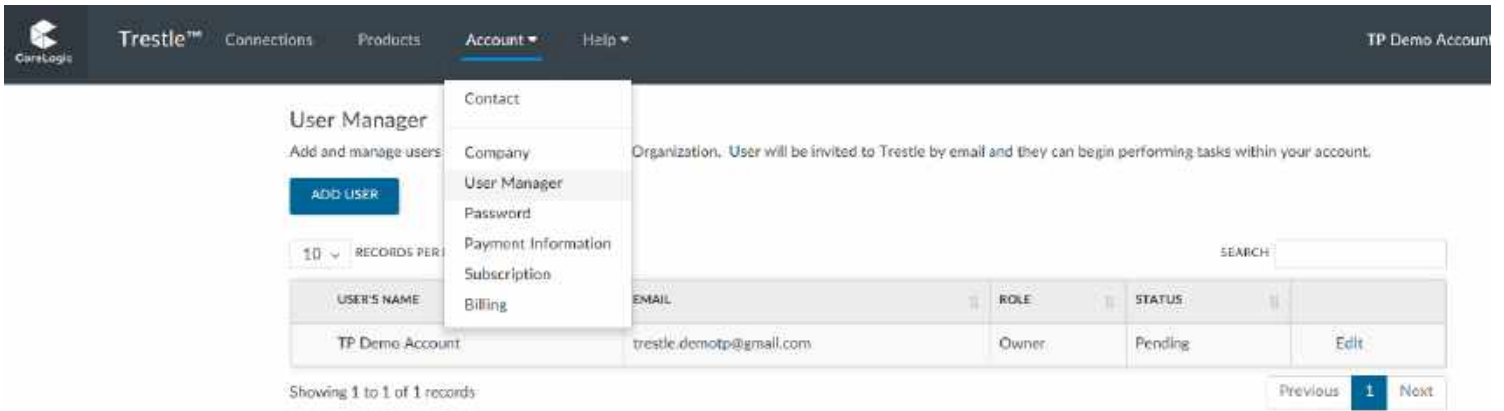 CoreLogic
Trestle™ Connections Products Account Help TP Demo Account
Contact
Company
User Manager
Password
Payment Information
Subscription
Billing
User Manager
Add and manage users Organization. User will be invited to Trestle by email and they can begin performing tasks within your account.
ADD USER
10 RECORDS PER SEARCH
USER'S NAME EMAIL ROLE STATUS
TP Demo Account trestle.demotp@gmail.com Owner Pending Edit
Showing 1 to 1 of 1 records Previous 1 Next